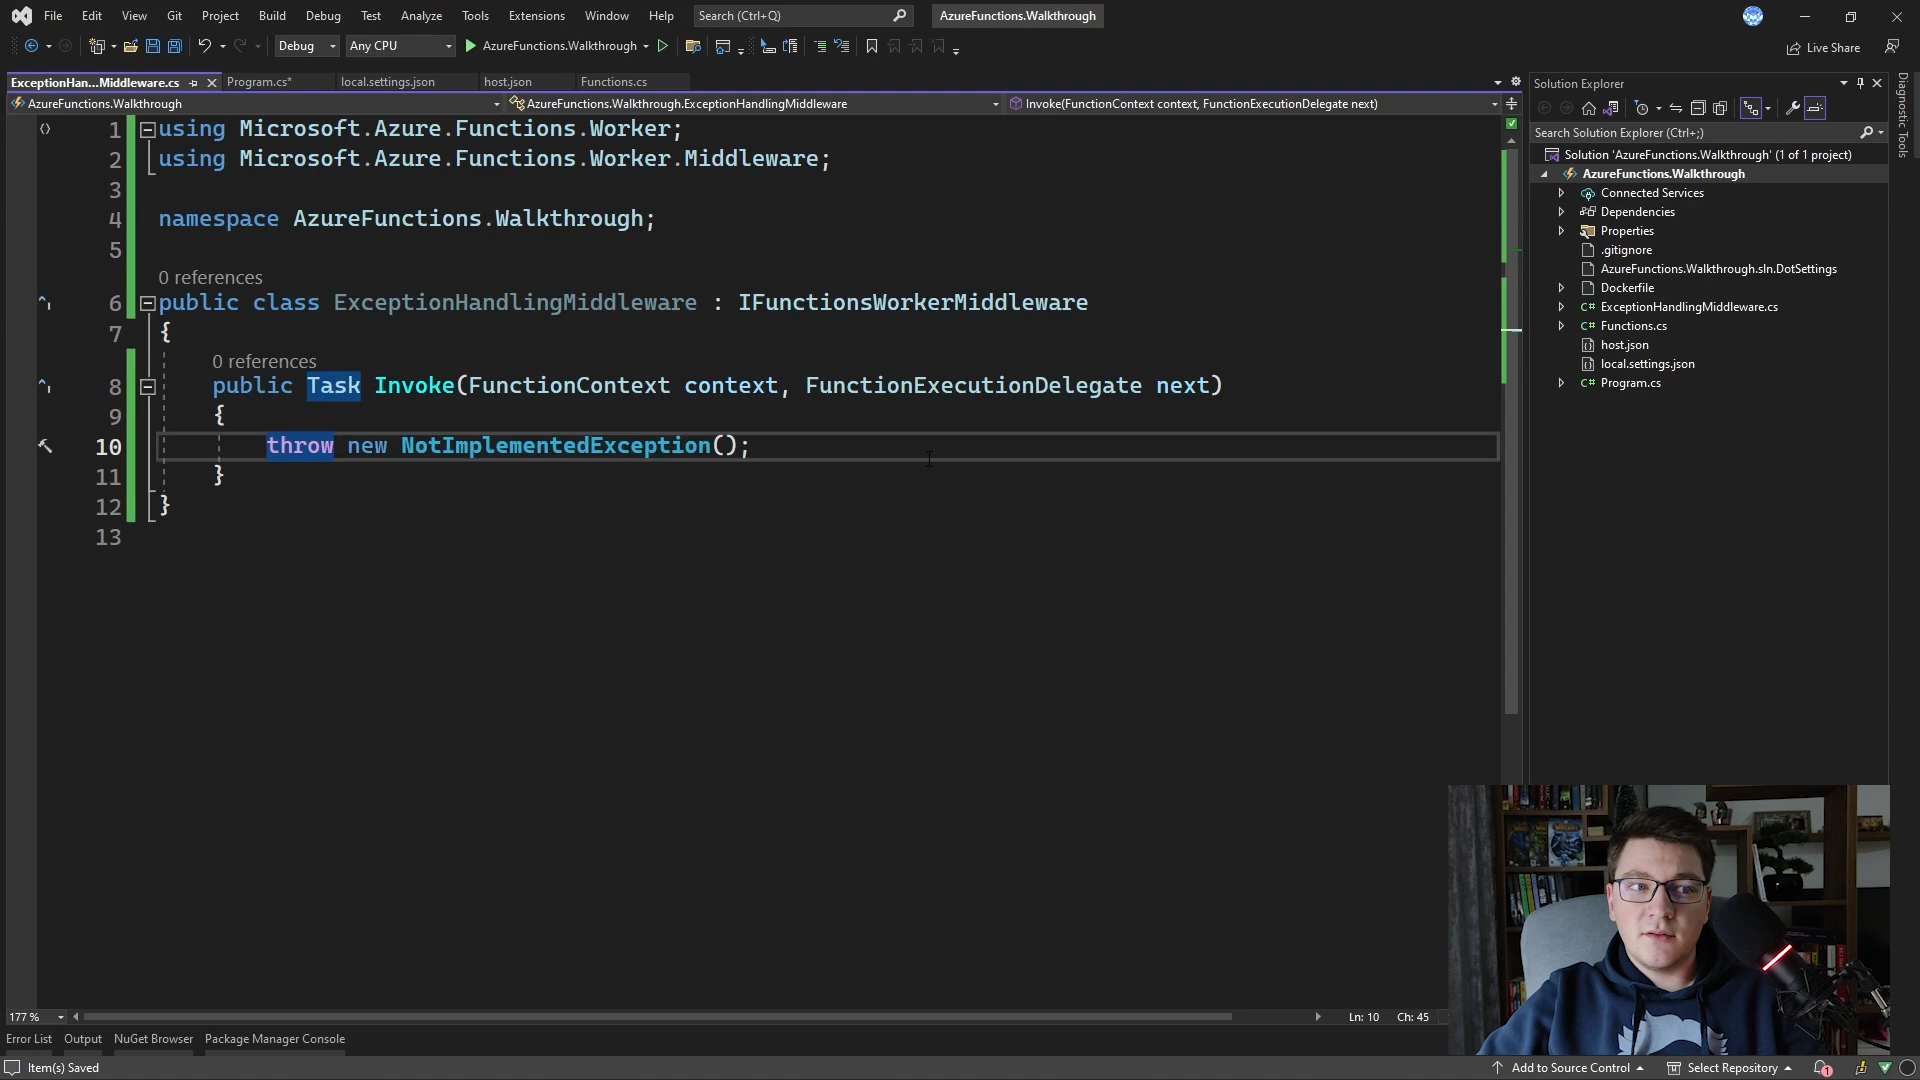 File Edit View Git Project Build Debug Test Analyze Tools Extensions Window Help Search (Ctrl+Q) AzureFunctions.Walkthrough
Debug Any CPU AzureFunctions.Walkthrough Live Share
ExceptionHan...Middleware.cs Program.cs* local.settings.json host.json Functions.cs
AzureFunctions.Walkthrough AzureFunctions.Walkthrough.ExceptionHandlingMiddleware Invoke(FunctionContext context, FunctionExecutionDelegate next)
1 using Microsoft.Azure.Functions.Worker;
2 using Microsoft.Azure.Functions.Worker.Middleware;
3
4 namespace AzureFunctions.Walkthrough;
5
0 references
6 public class ExceptionHandlingMiddleware : IFunctionsWorkerMiddleware
7 {
0 references
8 public Task Invoke(FunctionContext context, FunctionExecutionDelegate next)
9 {
10 throw new NotImplementedException();
11 }
12 }
13
177 % Ln: 10 Ch: 45
Error List Output NuGet Browser Package Manager Console
Item(s) Saved Add to Source Control Select Repository 1
Solution Explorer
Search Solution Explorer (Ctrl+;)
Solution 'AzureFunctions.Walkthrough' (1 of 1 project)
AzureFunctions.Walkthrough
Connected Services
Dependencies
Properties
.gitignore
AzureFunctions.Walkthrough.sln.DotSettings
Dockerfile
C# ExceptionHandlingMiddleware.cs
C# Functions.cs
host.json
local.settings.json
C# Program.cs
Diagnostic Tools